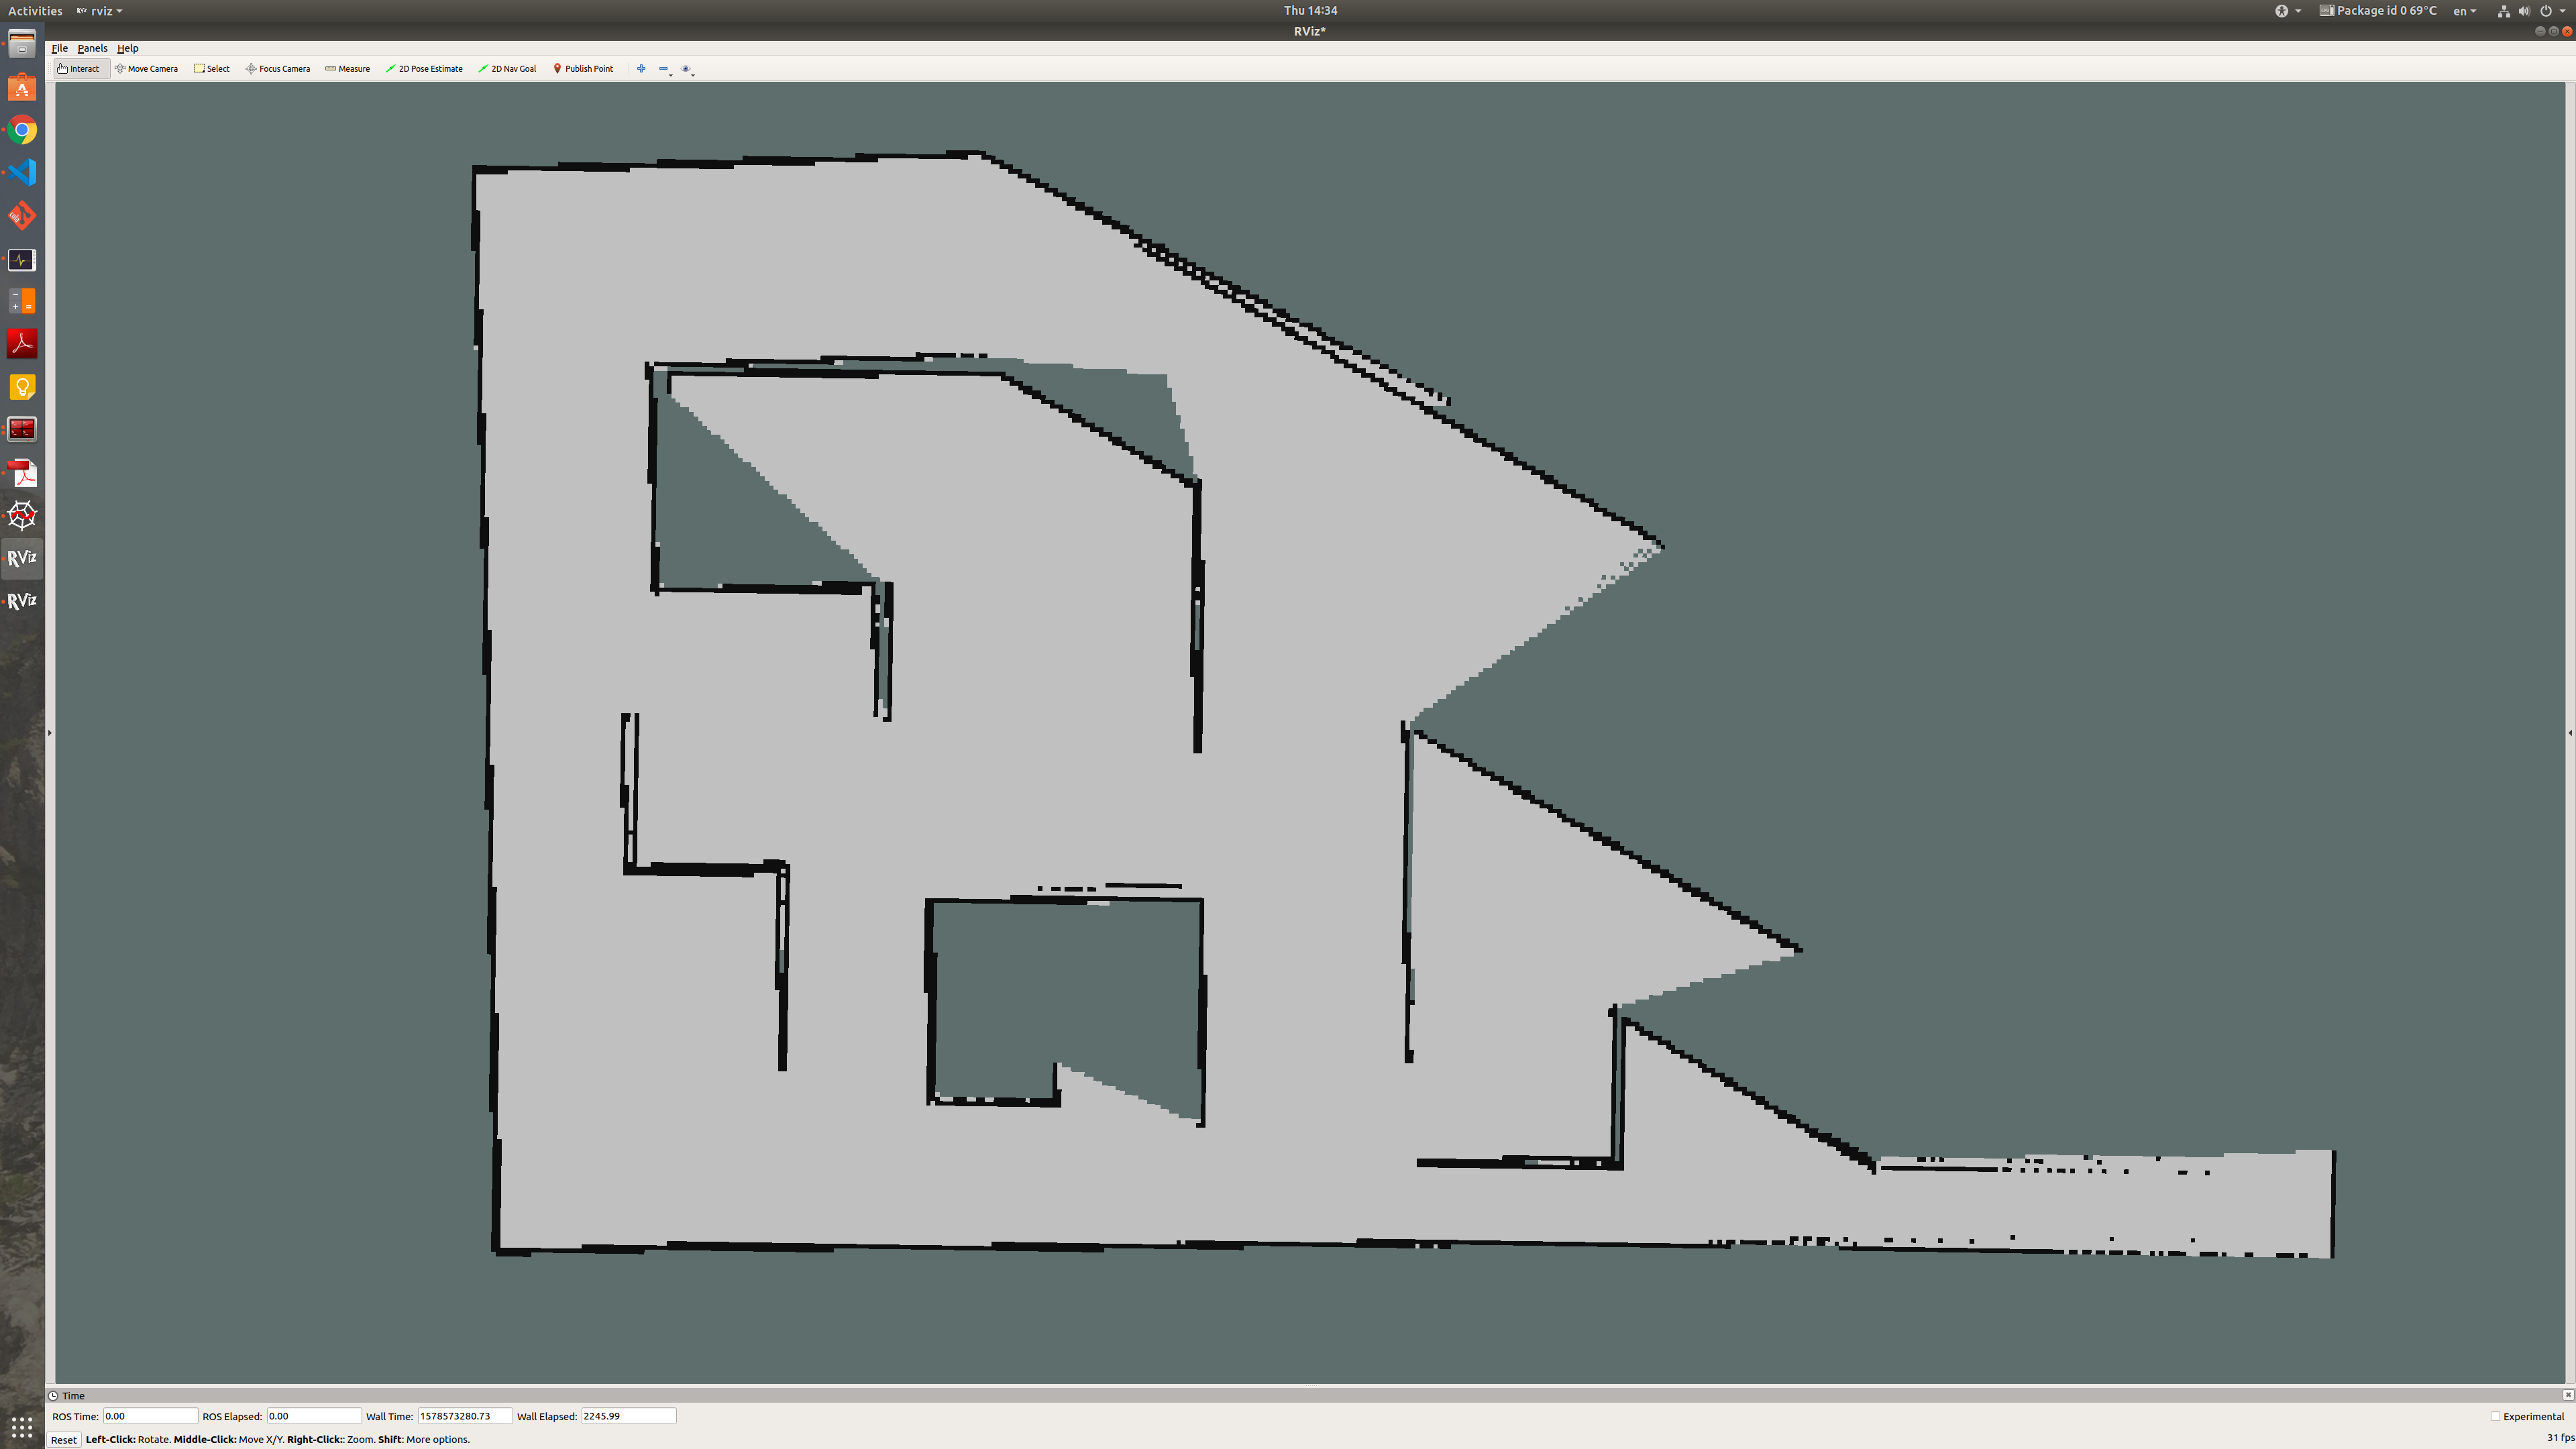 Activities rviz Thu 14:34 Package id 0 69°C en
RViz*
File Panels Help
Interact Move Camera Select Focus Camera Measure 2D Pose Estimate 2D Nav Goal Publish Point
RViz
RViz
Time
ROS Time: 0.00 ROS Elapsed: 0.00 Wall Time: 1578573280.73 Wall Elapsed: 2245.99 Experimental
Reset Left-Click: Rotate. Middle-Click: Move X/Y. Right-Click:: Zoom. Shift: More options. 31 fps